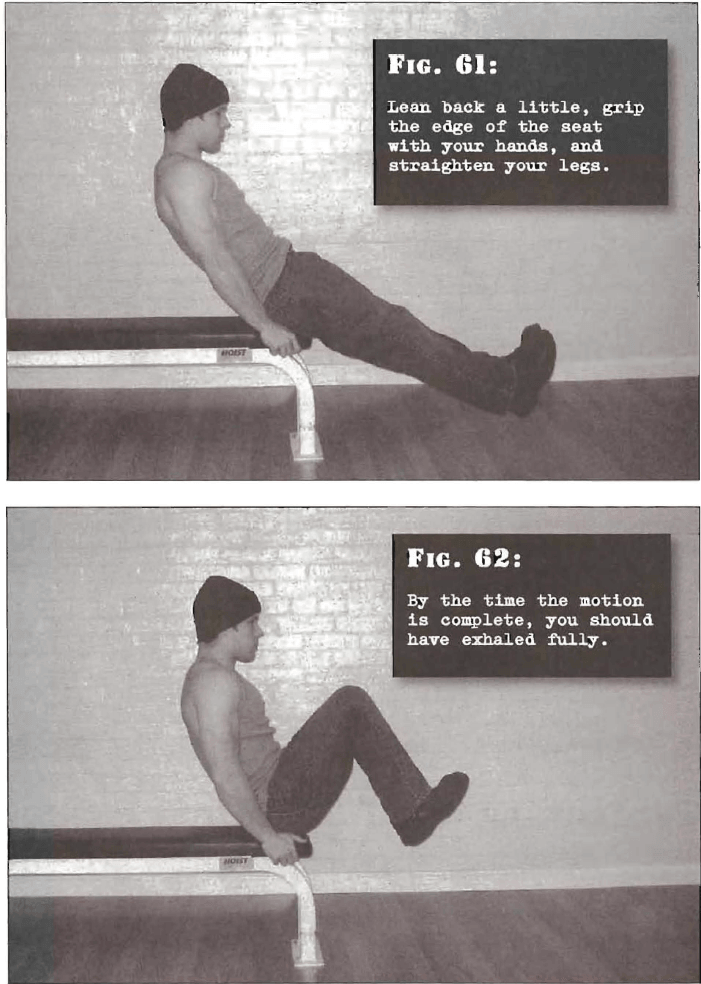 FIG. 61:
Lean back a little, grip
the edge of the seat
with your hands, and
straighten your legs.
HOIST
FIG. 62:
By the time the motion
is complete, you should
have exhaled fully.
HOIST